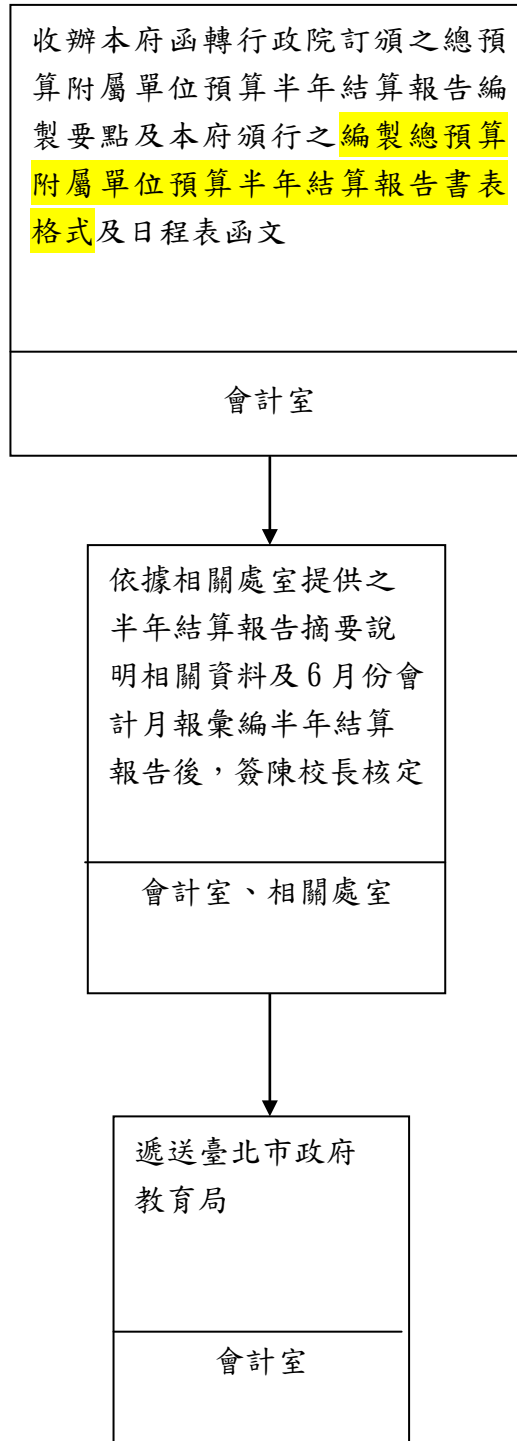 收辦本府函轉行政院訂頒之總預
算附屬單位預算半年結算報告編
製要點及本府頒行之編製總預算
附屬單位預算半年結算報告書表
格式及日程表函文
會計室
依據相關處室提供之
半年結算報告摘要說
明相關資料及6月份會
計月報彙編半年結算
報告後，簽陳校長核定
會計室、相關處室
遞送臺北市政府
教育局
會計室